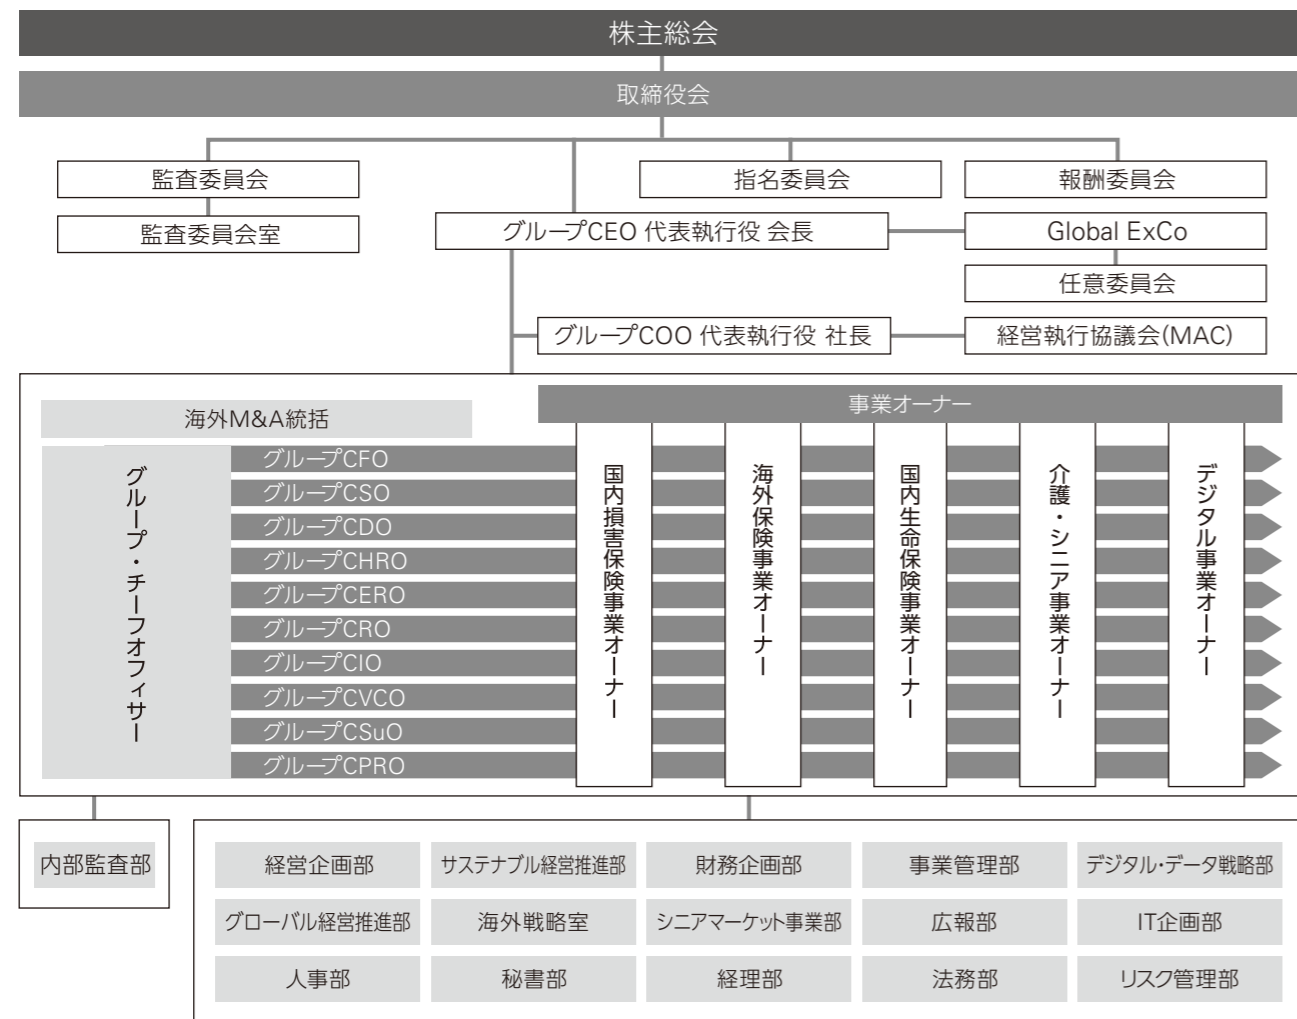 株主総会
取締役会
監査委員会
指名委員会
報酬委員会
監査委員会室
グループCEO 代表執行役 会長
Global ExCo
任意委員会
グループCOO 代表執行役 社長
経営執行協議会(MAC)
海外M&A統括
事業オーナー
グループ・チーフオフィサー
グループCFO
グループCSO
グループCDO
グループCHRO
グループCERO
グループCRO
グループCIO
グループCVCO
グループCSuO
グループCPRO
国内損害保険事業オーナー
海外保険事業オーナー
国内生命保険事業オーナー
介護・シニア事業オーナー
デジタル事業オーナー
内部監査部
経営企画部
サステナブル経営推進部
財務企画部
事業管理部
デジタル・データ戦略部
グローバル経営推進部
海外戦略室
シニアマーケット事業部
広報部
IT企画部
人事部
秘書部
経理部
法務部
リスク管理部